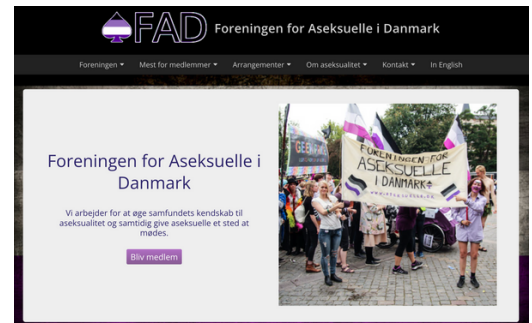 FAD Foreningen for Aseksuelle i Danmark
Foreningen Mest for medlemmer Arrangementer Om aseksualitet Kontakt In English
Foreningen for Aseksuelle i
Danmark
Vi arbejder for at øge samfundets kendskab til
aseksualitet og samtidig give aseksuelle et sted at
mødes.
Bliv medlem
FORENINGEN FOR
ASEKSUELLE
I DANMARK